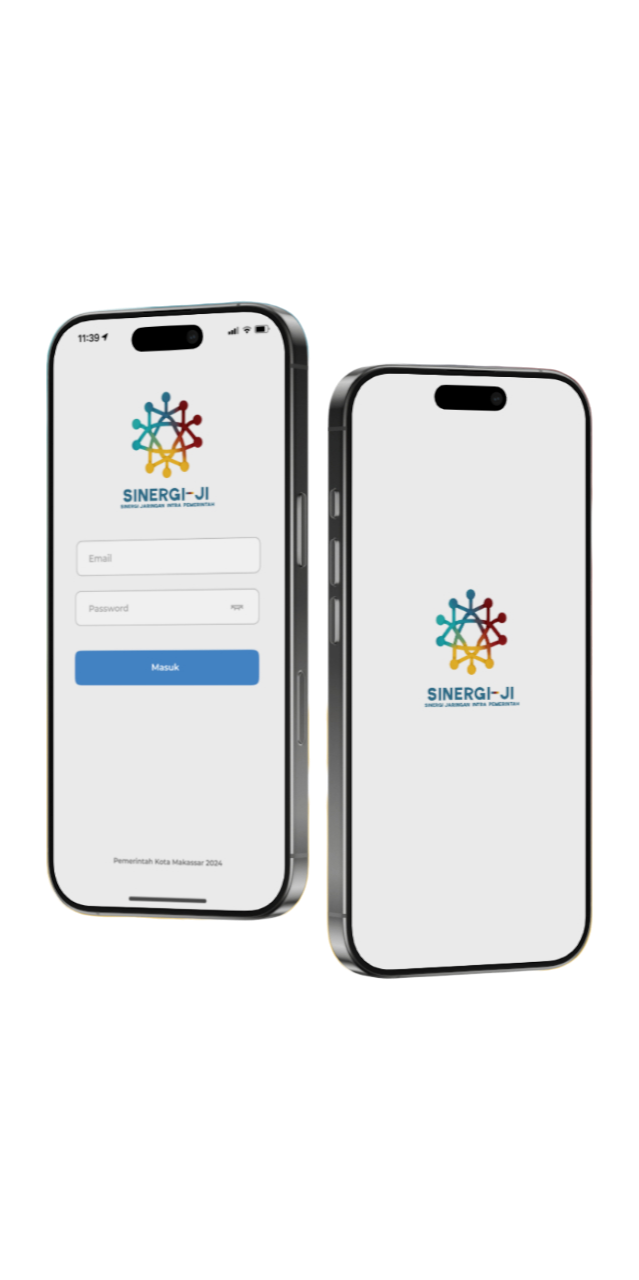 11:39
SINERGI-JI
SINERGI JARINGAN INFRA PEMERINTAH
Email
Password
Masuk
Pemerintah Kota Makassar 2024
SINERGI-JI
SINERGI JARINGAN INFRA PEMERINTAH